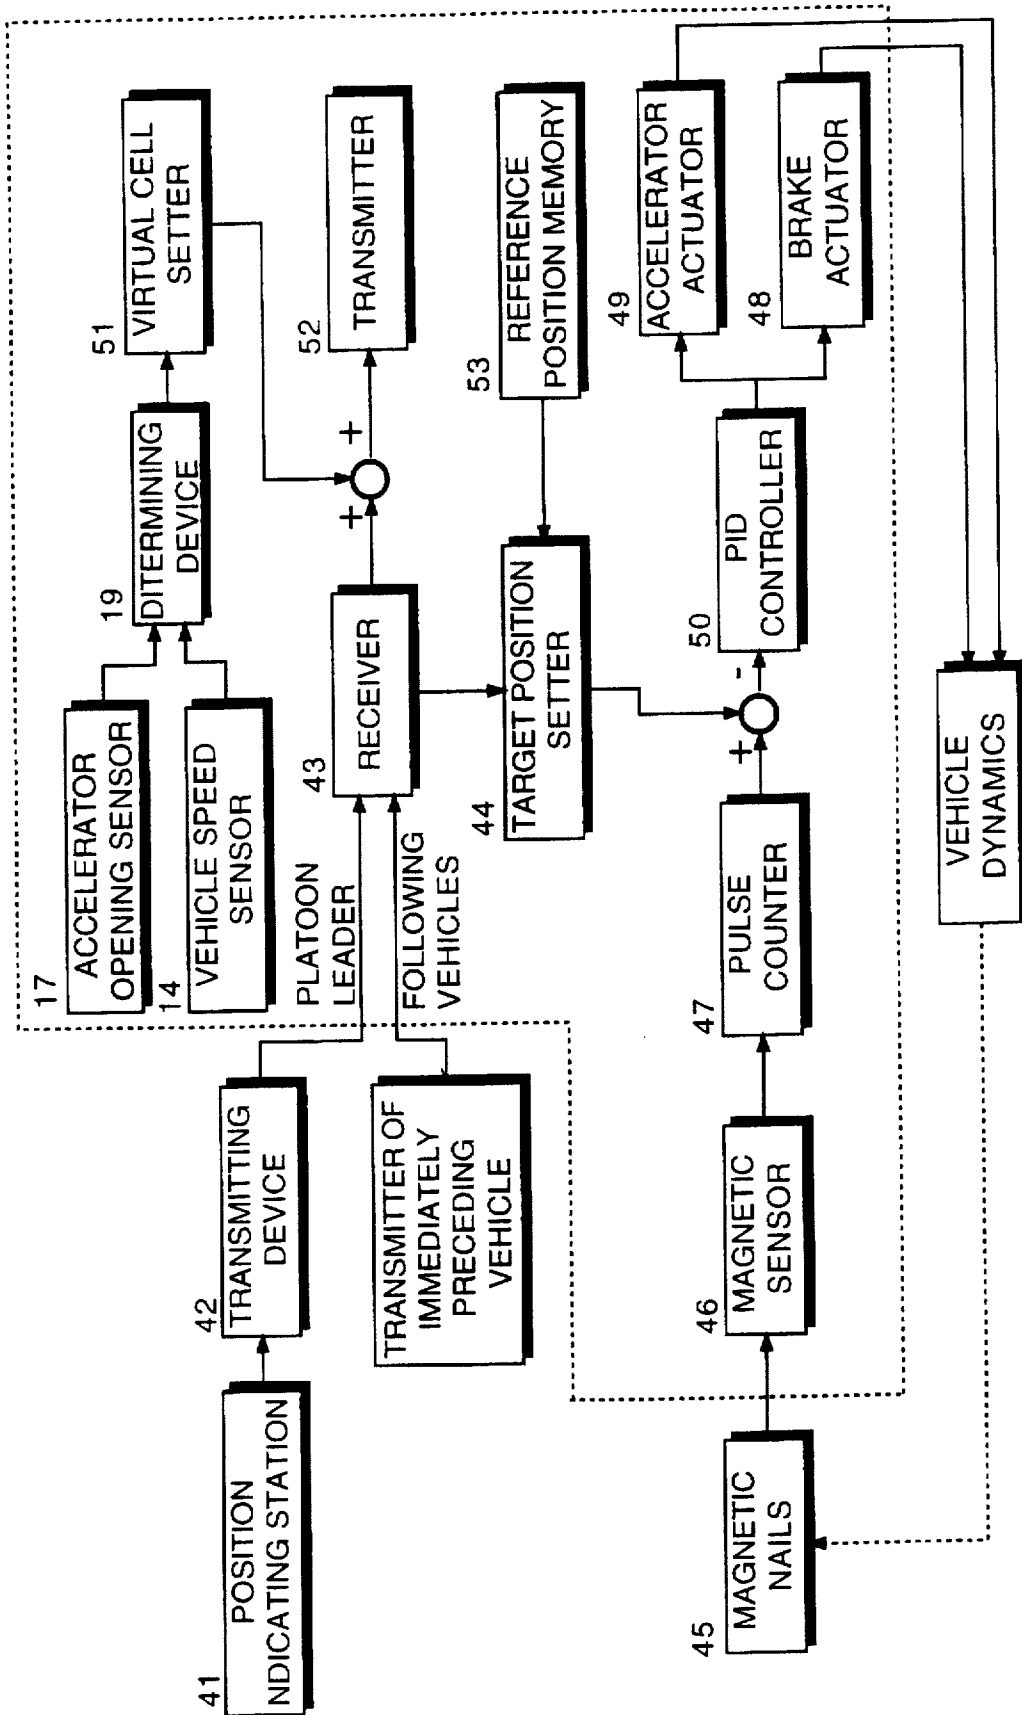 17
ACCELERATOR
OPENING SENSOR
14
VEHICLE SPEED
SENSOR
19
DITERMINING
DEVICE
51
VIRTUAL CELL
SETTER
41
POSITION
NDICATING STATION
42
TRANSMITTING
DEVICE
TRANSMITTER OF
IMMEDIATELY
PRECEDING
VEHICLE
PLATOON
LEADER
FOLLOWING
VEHICLES
43
RECEIVER
+
+
52
TRANSMITTER
44
TARGET POSITION
SETTER
53
REFERENCE
POSITION MEMORY
45
MAGNETIC
NAILS
46
MAGNETIC
SENSOR
47
PULSE
COUNTER
+
-
50
PID
CONTROLLER
49
ACCELERATOR
ACTUATOR
48
BRAKE
ACTUATOR
VEHICLE
DYNAMICS